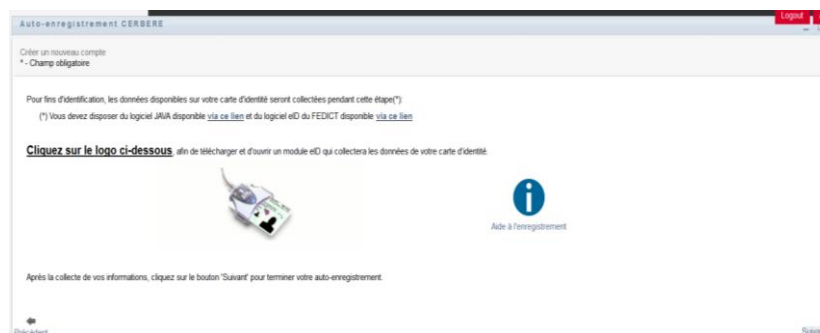 Logout
Auto-enregistrement CERBERE
Créer un nouveau compte
* - Champ obligatoire
Pour fins d'identification, les données disponibles sur votre carte d'identité seront collectées pendant cette étape(*):
(*) Vous devez disposer du logiciel JAVA disponible via ce lien et du logiciel eID du FEDICT disponible via ce lien
Cliquez sur le logo ci-dessous, afin de télécharger et d'ouvrir un module eID qui collectera les données de votre carte d'identité.
Aide à l'enregistrement
Après la collecte de vos informations, cliquez sur le bouton 'Suivant' pour terminer votre auto-enregistrement.
Précédent